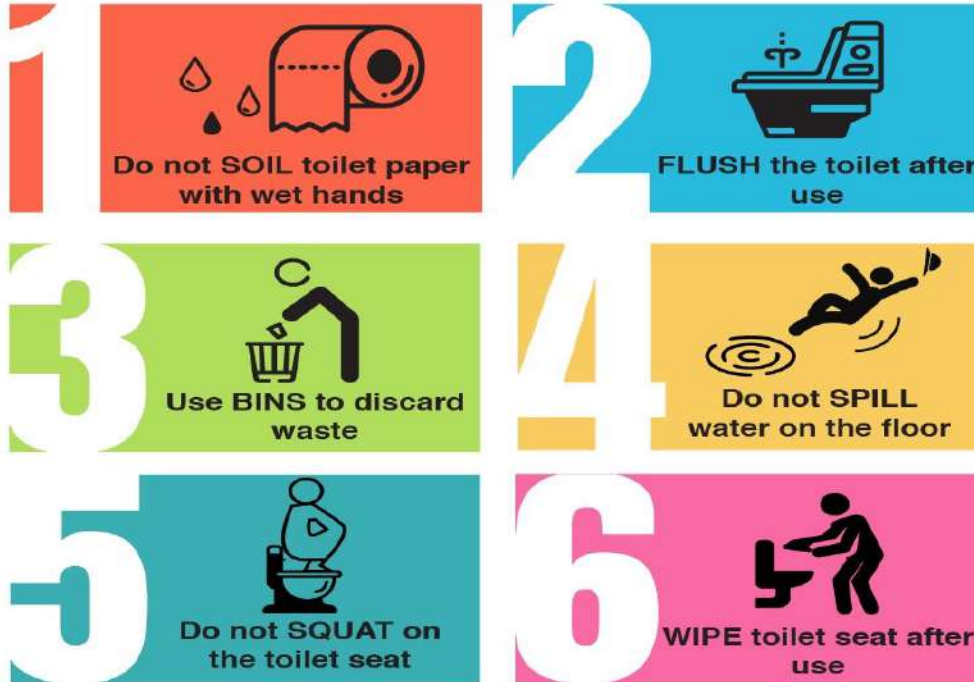 1
Do not SOIL toilet paper
with wet hands
2
FLUSH the toilet after
use
3
Use BINS to discard
waste
4
Do not SPILL
water on the floor
5
Do not SQUAT on
the toilet seat
6
WIPE toilet seat after
use